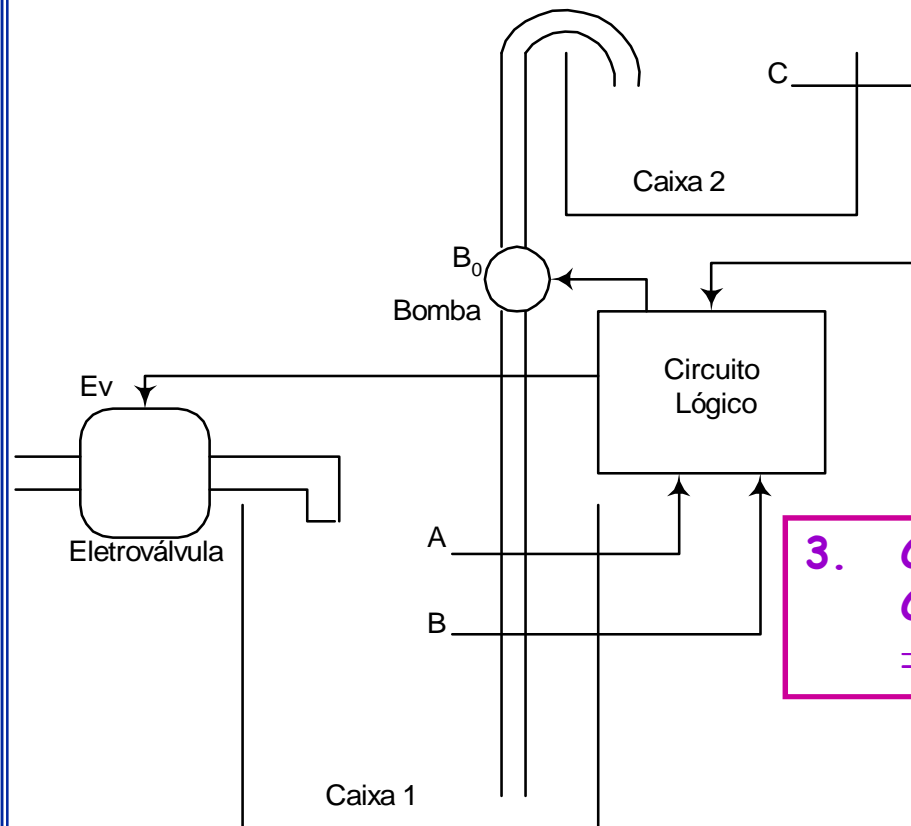 C
Caixa 2
B₀
Bomba
Circuito
Lógico
Ev
Eletroválvula
A
B
3.
Caixa 1